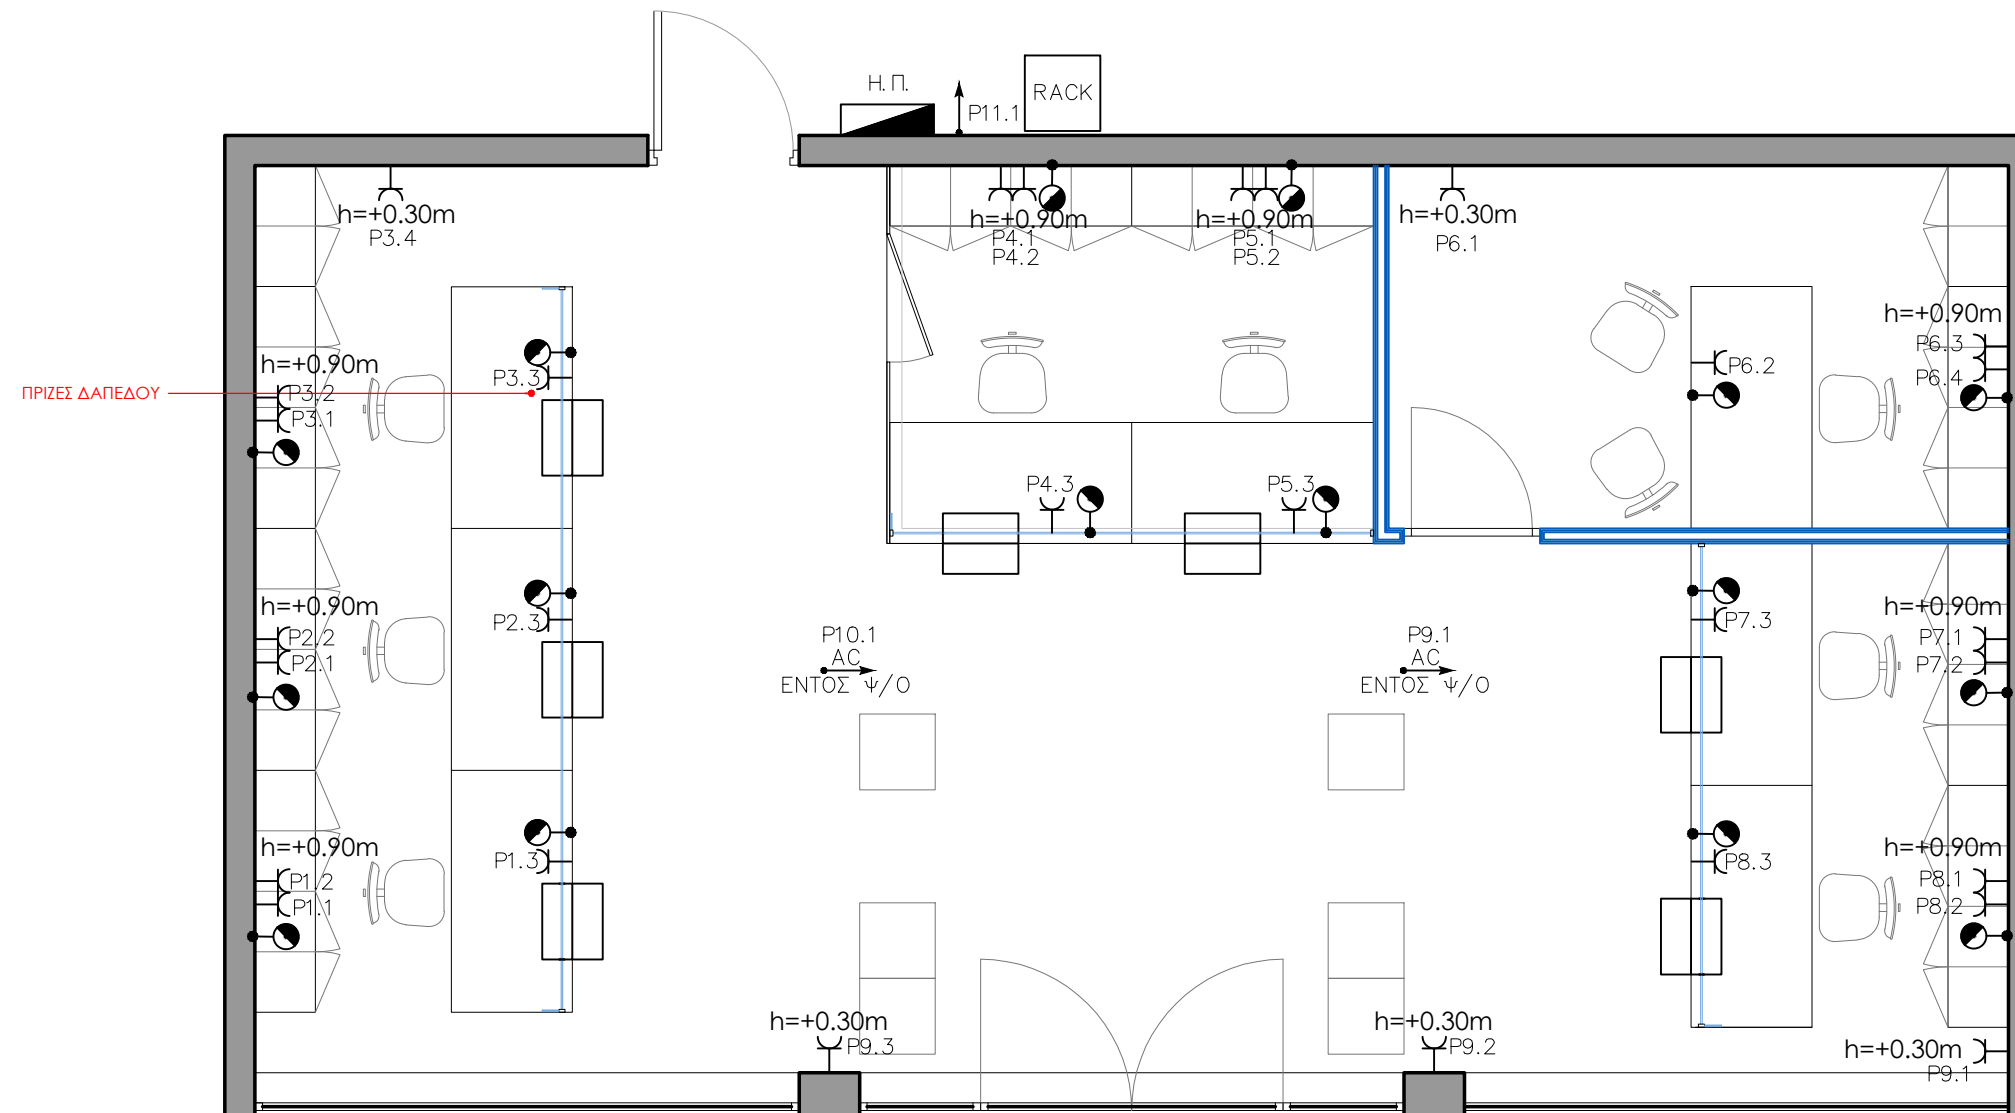 Η.Π.
P11.1
RACK
h=+0.30m
P3.4
h=+0.90m
P4.1
P4.2
h=+0.90m
P5.1
P5.2
h=+0.30m
P6.1
h=+0.90m
P6.3
P6.4
P6.2
h=+0.90m
P3.2
P3.1
P3.3
ΠΡΙΖΕΣ ΔΑΠΕΔΟΥ
P4.3
P5.3
h=+0.90m
P2.2
P2.1
P2.3
P10.1
AC
ΕΝΤΟΣ Ψ/Ο
P9.1
AC
ΕΝΤΟΣ Ψ/Ο
P7.3
h=+0.90m
P7.1
P7.2
h=+0.90m
P1.2
P1.1
P1.3
P8.3
h=+0.90m
P8.1
P8.2
h=+0.30m
P9.3
h=+0.30m
P9.2
h=+0.30m
P9.1